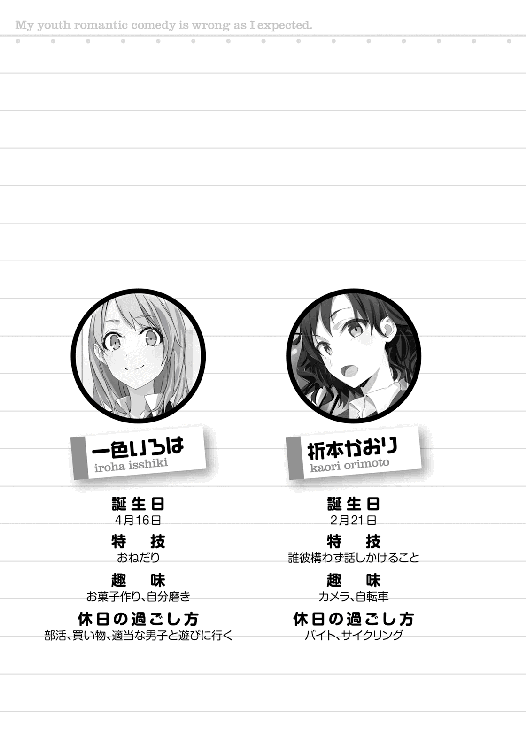 My youth romantic comedy is wrong as I expected.
一色いろは
iroha isshiki
誕生日
4月16日
特　技
おねだり
趣　味
お菓子作り、自分磨き
休日の過ごし方
部活、買い物、適当な男子と遊びに行く
折本かおり
kaori orimoto
誕生日
2月21日
特　技
誰彼構わず話しかけること
趣　味
カメラ、自転車
休日の過ごし方
バイト、サイクリング